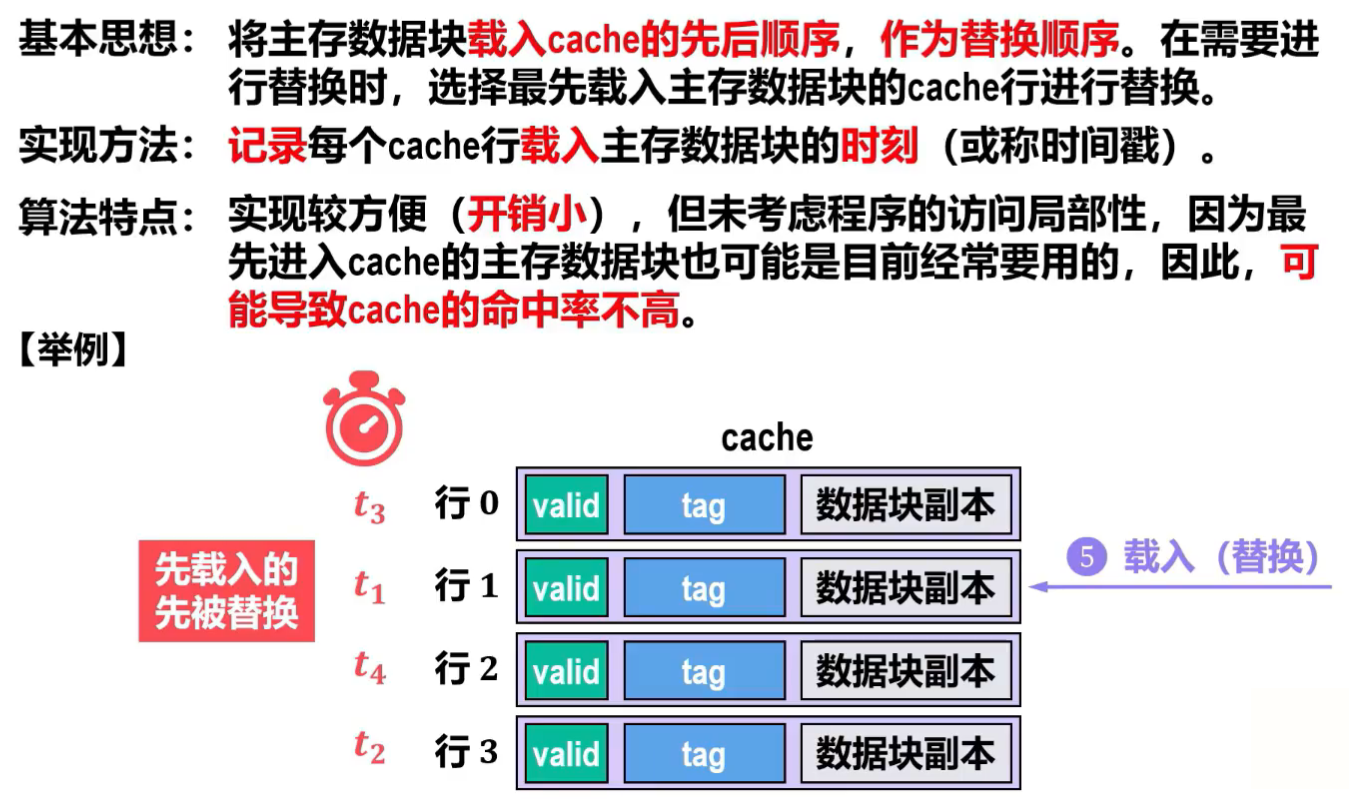 基本思想： 将主存数据块载入cache的先后顺序，作为替换顺序。在需要进
行替换时，选择最先载入主存数据块的cache行进行替换。
实现方法： 记录每个cache行载入主存数据块的时刻（或称时间戳）。
算法特点： 实现较方便（开销小），但未考虑程序的访问局部性，因为最
先进入cache的主存数据块也可能是目前经常要用的，因此，可
能导致cache的命中率不高。
【举例】
cache
t₃ 行 0 valid tag 数据块副本
先载入的
先被替换
t₁ 行 1 valid tag 数据块副本
❺ 载入（替换）
t₄ 行 2 valid tag 数据块副本
t₂ 行 3 valid tag 数据块副本